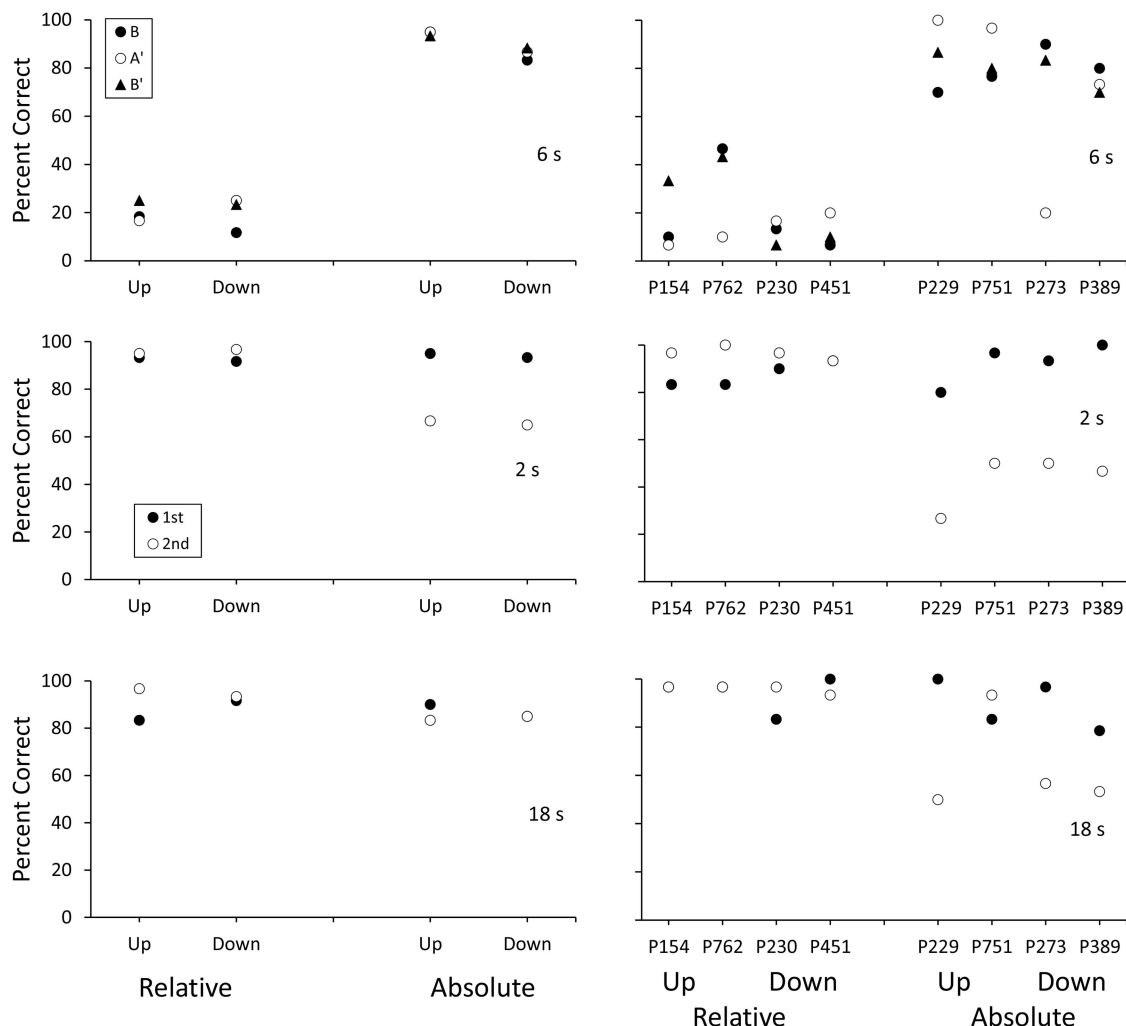 100
80
60
40
20
0
Percent Correct
B
A'
B'
6 s
Up Down Up Down
6 s
P154 P762 P230 P451 P229 P751 P273 P389
100
80
60
40
20
0
Percent Correct
2 s
1st
2nd
Up Down Up Down
2 s
P154 P762 P230 P451 P229 P751 P273 P389
100
80
60
40
20
0
Percent Correct
18 s
Up Down Up Down
Relative Absolute
18 s
P154 P762 P230 P451 P229 P751 P273 P389
Up Down Up Down
Relative Absolute